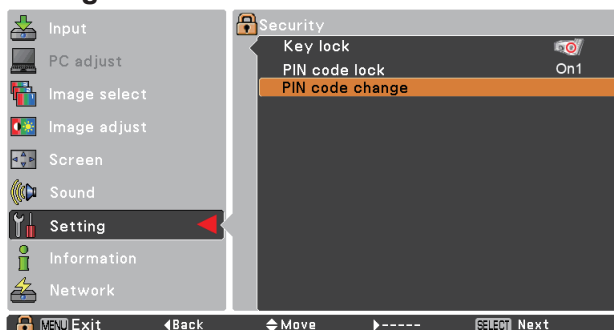 Input
PC adjust
Image select
Image adjust
Screen
Sound
Setting
Information
Network
Security
Key lock
PIN code lock On1
PIN code change
MENU Exit Back Move ----- SELECT Next